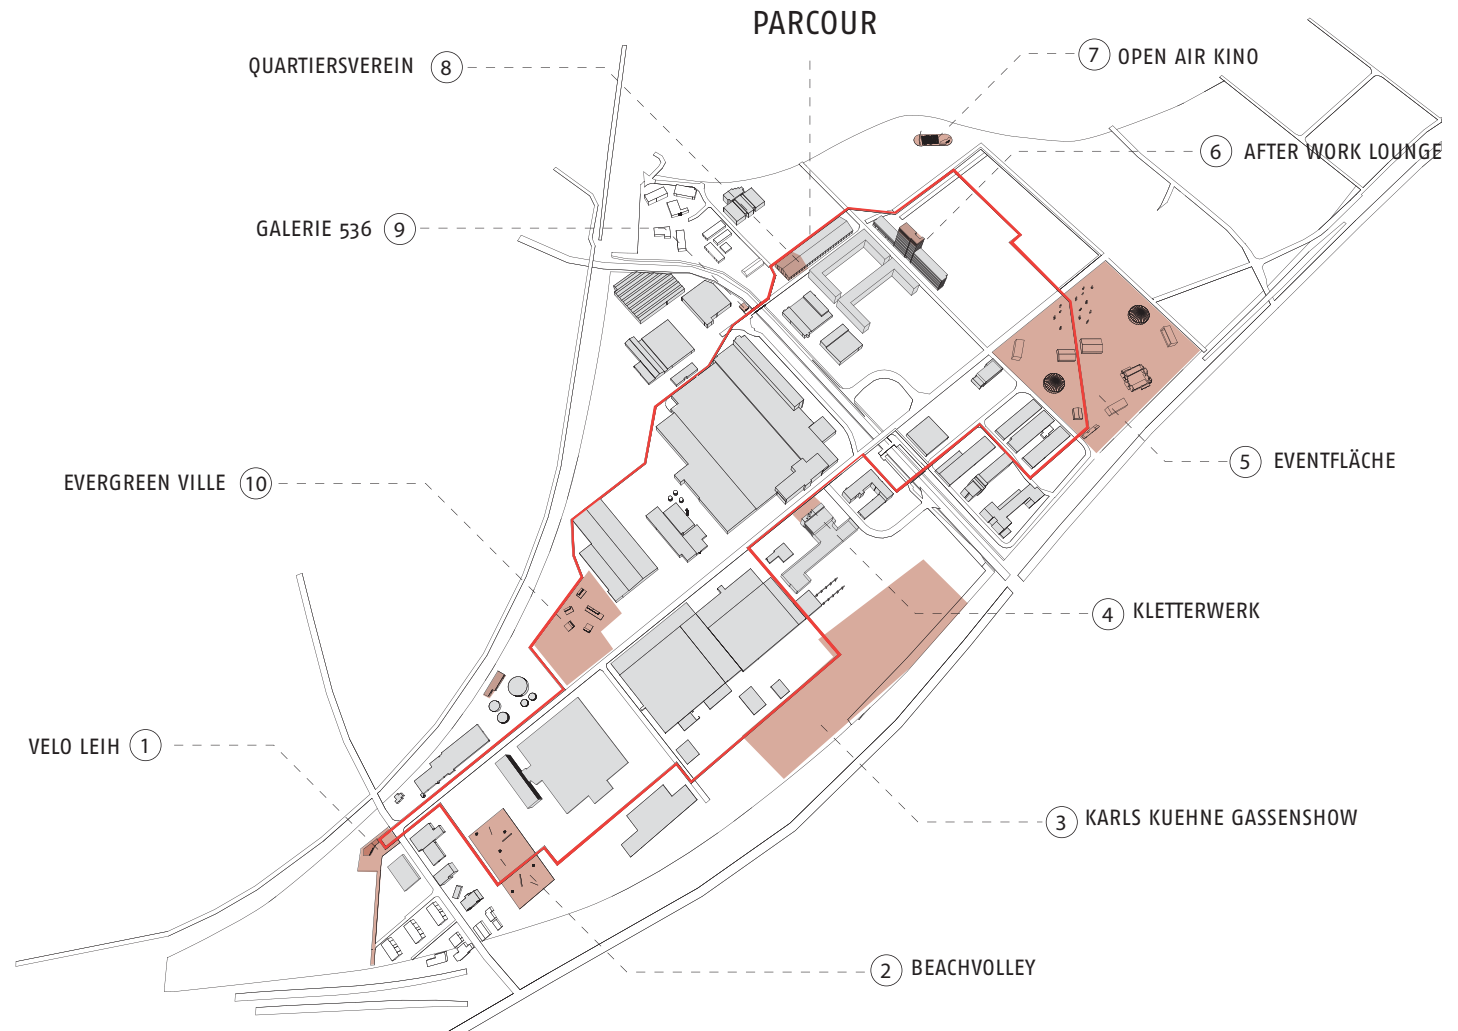 PARCOUR
QUARTIERSVEREIN 8
7 OPEN AIR KINO
6 AFTER WORK LOUNGE
GALERIE 536 9
5 EVENTFLÄCHE
EVERGREEN VILLE 10
4 KLETTERWERK
VELO LEIH 1
3 KARLS KUEHNE GASSENSHOW
2 BEACHVOLLEY